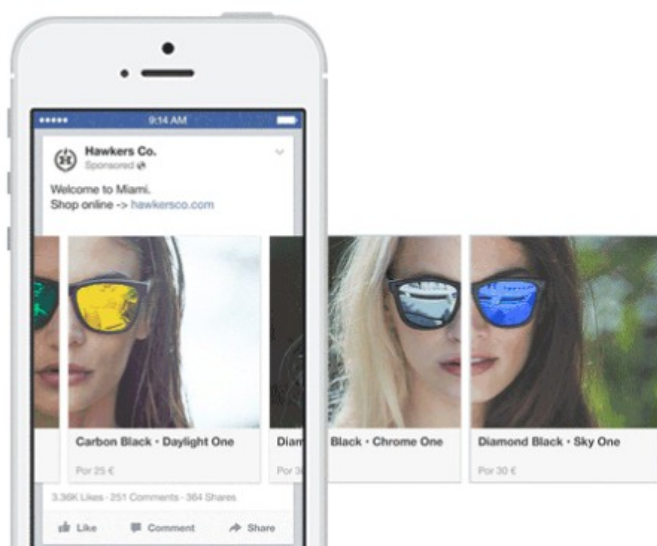 9:14 AM
Hawkers Co.
Sponsored
Welcome to Miami.
Shop online -> hawkersco.com
Carbon Black • Daylight One
Por 25 €
Diam
Black • Chrome One
Por 3
Diamond Black • Sky One
Por 30 €
3.36K Likes · 251 Comments · 364 Shares
Like
Comment
Share